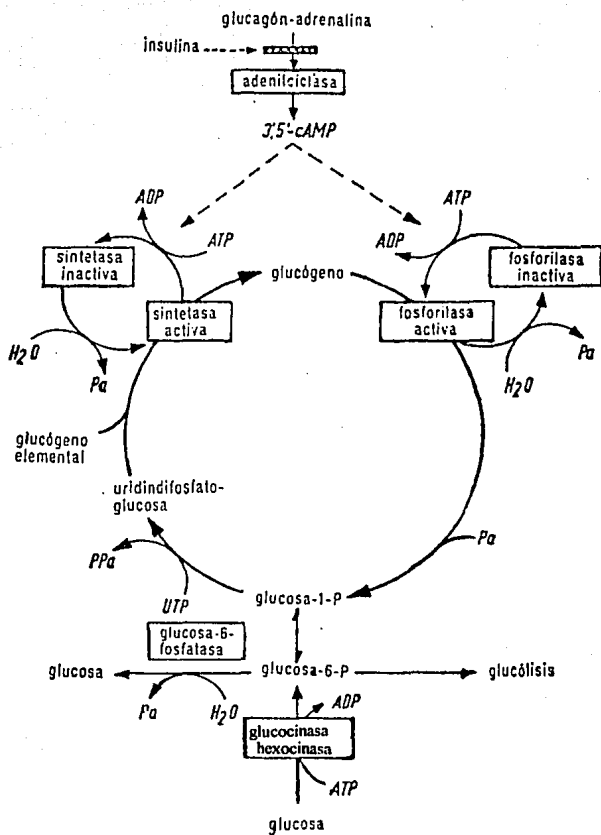 glucagón-adrenalina
insulina
adenilciclasa
3',5'-cAMP
ADP
ATP
ATP
ADP
sintetasa
inactiva
fosforilasa
inactiva
glucógeno
sintetasa
activa
fosforilasa
activa
H2O
Pa
H2O
Pa
glucógeno
elemental
uridindifosfato-
glucosa
PPa
Pa
UTP
glucosa-1-P
glucosa-6-
fosfatasa
glucosa
glucosa-6-P
glucólisis
Pa
H2O
ADP
glucocinasa
hexocinasa
ATP
glucosa